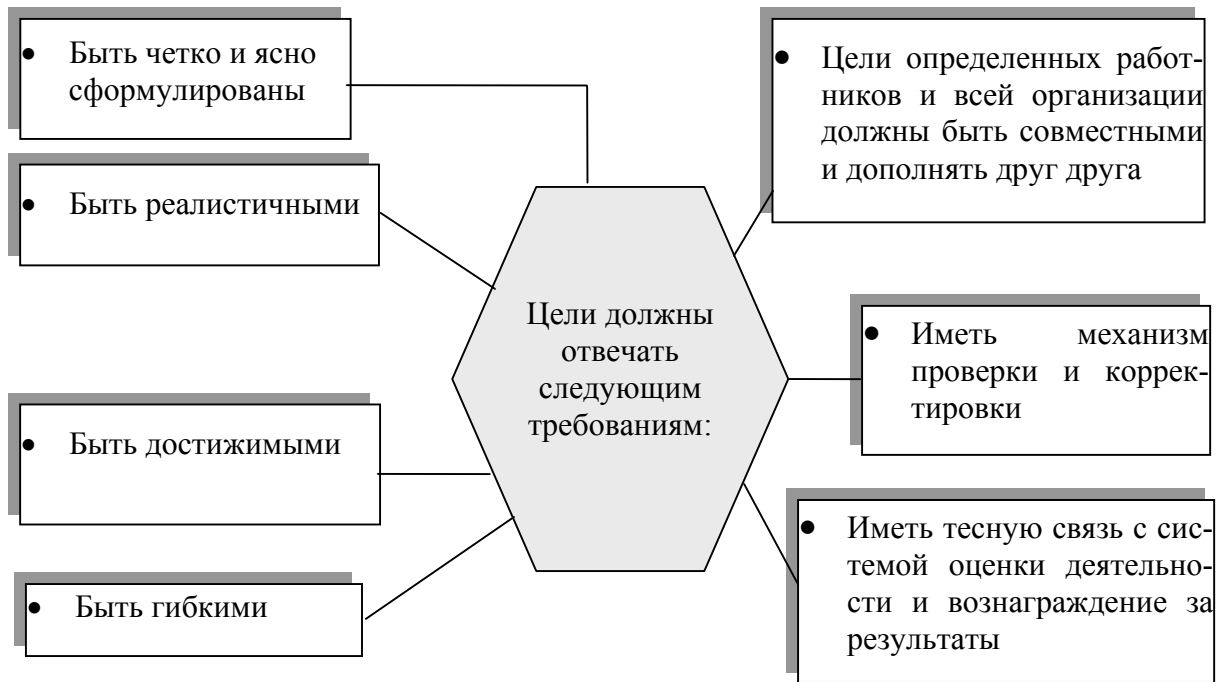 • Быть четко и ясно
сформулированы
• Быть реалистичными
• Быть достижимыми
• Быть гибкими
Цели должны
отвечать
следующим
требованиям:
• Цели определенных работ-
ников и всей организации
должны быть совместными
и дополнять друг друга
• Иметь механизм
проверки и коррек-
тировки
• Иметь тесную связь с сис-
темой оценки деятельно-
сти и вознаграждение за
результаты